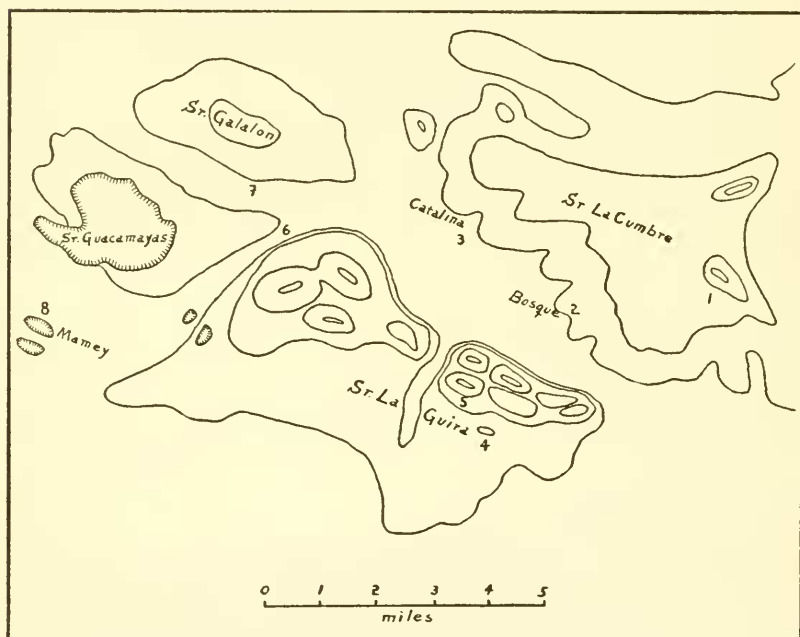 Sr. Galalon
7
Sr. La Cumbre
Catalina
3
Sr. Guacamayas
6
1
Bosque
2
8
Mamey
Sr. La
Guira
5
4
0 1 2 3 4 5
miles